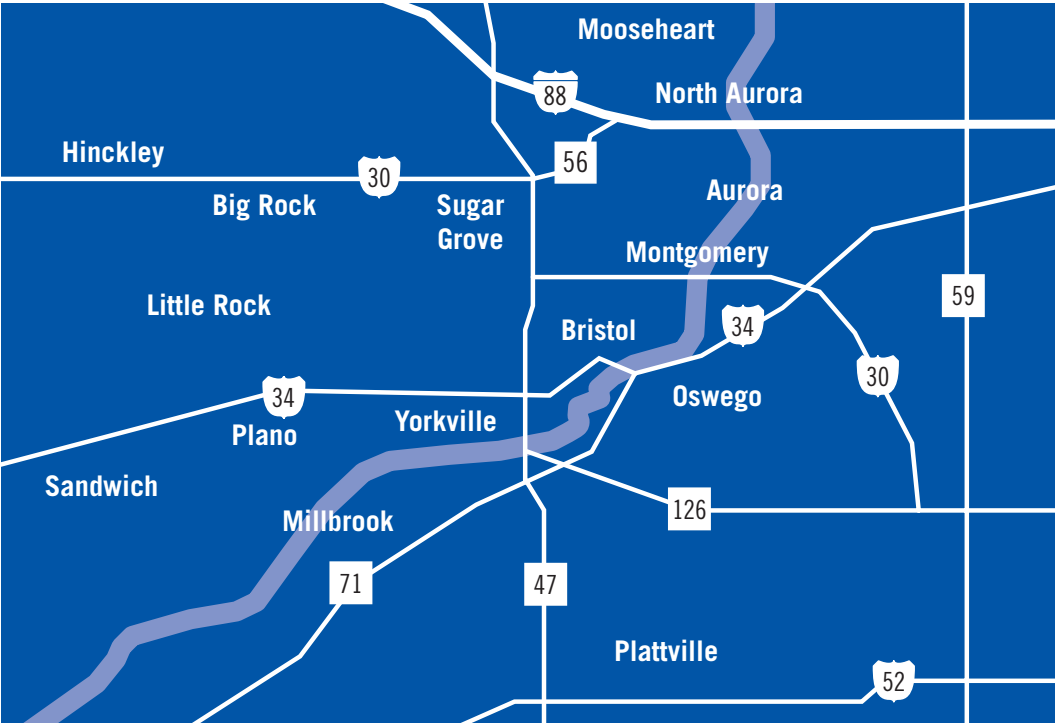 Mooseheart
88
North Aurora
Hinckley
56
30
Big Rock
Sugar
Grove
Aurora
Montgomery
Little Rock
59
Bristol
34
30
34
Oswego
Plano
Yorkville
Sandwich
Millbrook
126
71
47
Plattville
52